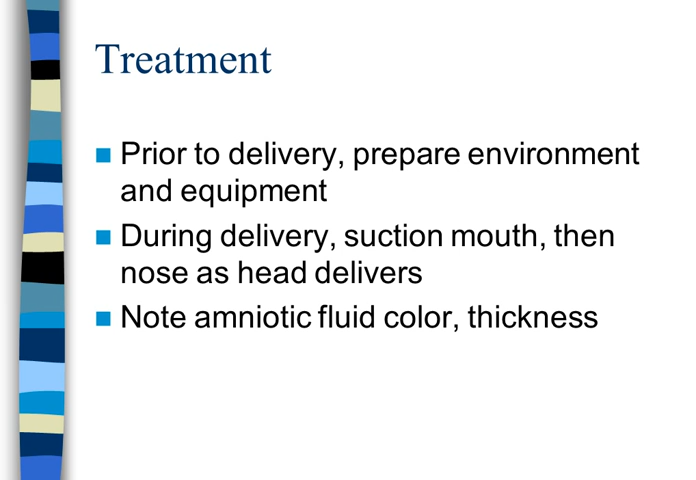 Treatment
Prior to delivery, prepare environment
and equipment
During delivery, suction mouth, then
nose as head delivers
Note amniotic fluid color, thickness